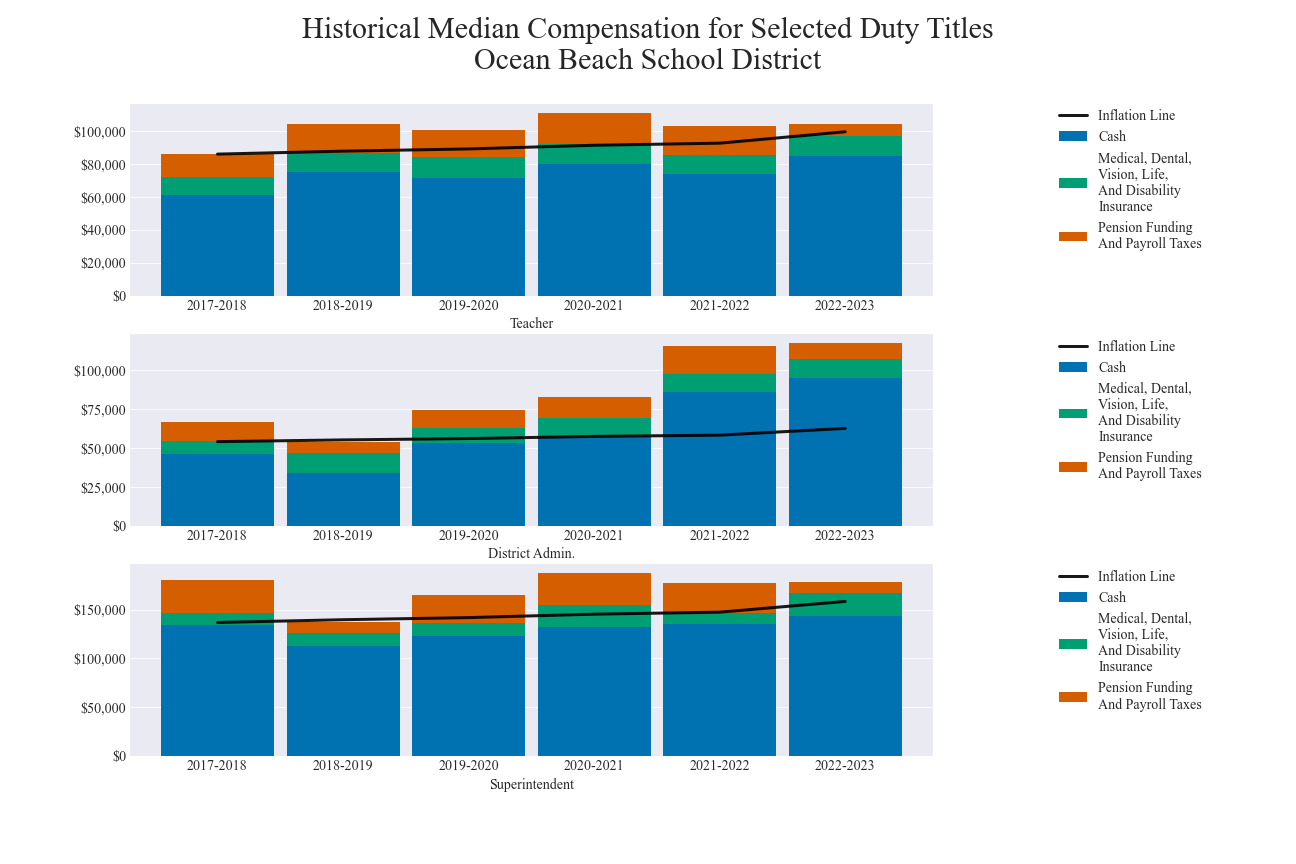 Historical Median Compensation for Selected Duty Titles
Ocean Beach School District
$100,000
$80,000
$60,000
$40,000
$20,000
$0
2017-2018 2018-2019 2019-2020 2020-2021 2021-2022 2022-2023
Teacher
Inflation Line
Cash
Medical, Dental,
Vision, Life,
And Disability
Insurance
Pension Funding
And Payroll Taxes
$100,000
$75,000
$50,000
$25,000
$0
2017-2018 2018-2019 2019-2020 2020-2021 2021-2022 2022-2023
District Admin.
Inflation Line
Cash
Medical, Dental,
Vision, Life,
And Disability
Insurance
Pension Funding
And Payroll Taxes
$150,000
$100,000
$50,000
$0
2017-2018 2018-2019 2019-2020 2020-2021 2021-2022 2022-2023
Superintendent
Inflation Line
Cash
Medical, Dental,
Vision, Life,
And Disability
Insurance
Pension Funding
And Payroll Taxes